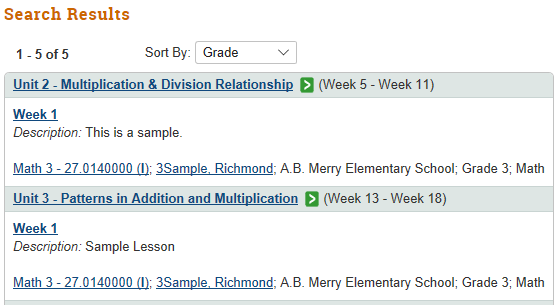 Search Results
1 - 5 of 5 Sort By: Grade
Unit 2 - Multiplication & Division Relationship (Week 5 - Week 11)
Week 1
Description: This is a sample.
Math 3 - 27.0140000 (I); 3Sample, Richmond; A.B. Merry Elementary School; Grade 3; Math
Unit 3 - Patterns in Addition and Multiplication (Week 13 - Week 18)
Week 1
Description: Sample Lesson
Math 3 - 27.0140000 (I); 3Sample, Richmond; A.B. Merry Elementary School; Grade 3; Math